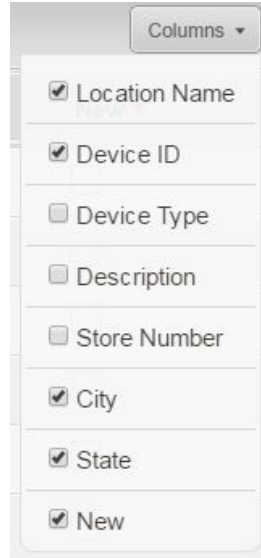 Columns
Location Name
Device ID
Device Type
Description
Store Number
City
State
New